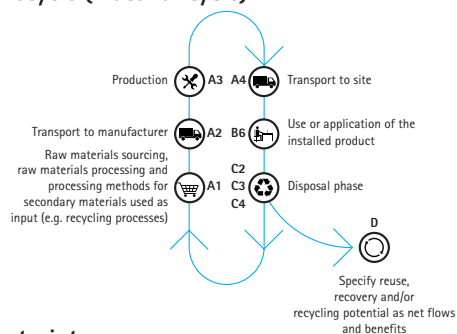 Production
A3
A4
Transport to site
Transport to manufacturer
A2
B6
Use or application of the
installed product
Raw materials sourcing,
raw materials processing and
processing methods for
secondary materials used as
input (e.g. recycling processes)
A1
C2
C3
C4
Disposal phase
D
Specify reuse,
recovery and/or
recycling potential as net flows
and benefits